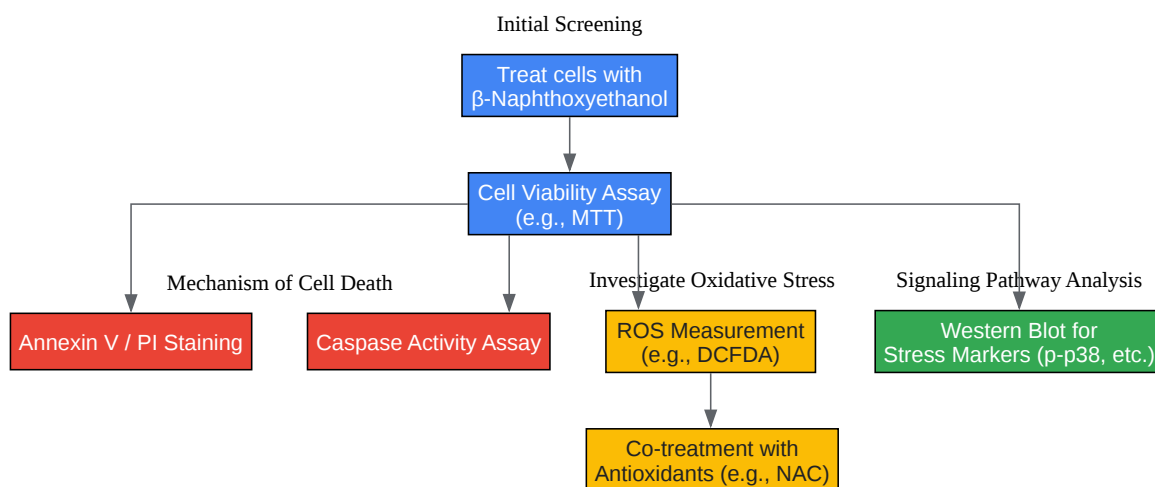 Initial Screening
Treat cells with
β-Naphthoxyethanol
Cell Viability Assay
(e.g., MTT)
Mechanism of Cell Death
Investigate Oxidative Stress
Signaling Pathway Analysis
Annexin V / PI Staining
Caspase Activity Assay
ROS Measurement
(e.g., DCFDA)
Western Blot for
Stress Markers (p-p38, etc.)
Co-treatment with
Antioxidants (e.g., NAC)